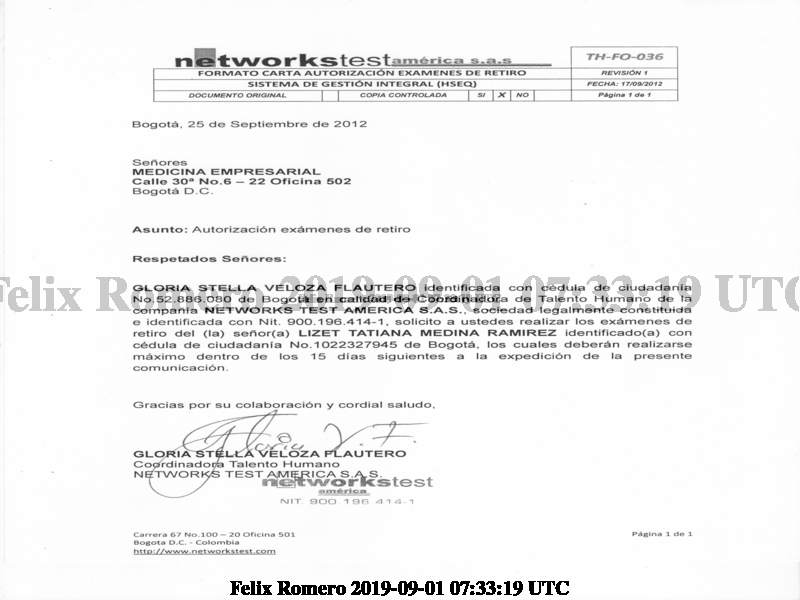 networkstest américa s.a.s
TH-FO-036
FORMATO CARTA AUTORIZACIÓN EXAMENES DE RETIRO
REVISIÓN 1
SISTEMA DE GESTIÓN INTEGRAL (HSEQ)
FECHA: 17/09/2012
DOCUMENTO ORIGINAL COPIA CONTROLADA SI X NO
Página 1 de 1
Bogotá, 25 de Septiembre de 2012
Señores
MEDICINA EMPRESARIAL
Calle 30ª No.6 – 22 Oficina 502
Bogotá D.C.
Asunto: Autorización exámenes de retiro
Respetados Señores:
GLORIA STELLA VELOZA FLAUTERO identificada con cédula de ciudadanía
Felix Romero 2019-09-01 07:33:19 UTC
No.52.886.080 de Bogotá en calidad de Coordinadora de Talento Humano de la
compañía NETWORKS TEST AMERICA S.A.S., sociedad legalmente constituida
e identificada con Nit. 900.196.414-1, solicito a ustedes realizar los exámenes de
retiro del (la) señor(a) LIZET TATIANA MEDINA RAMIREZ identificado(a) con
cédula de ciudadanía No.1022327945 de Bogotá, los cuales deberán realizarse
máximo dentro de los 15 días siguientes a la expedición de la presente
comunicación.
Gracias por su colaboración y cordial saludo,
Gloria V. F.
GLORIA STELLA VELOZA FLAUTERO
Coordinadora Talento Humano
NETWORKS TEST AMERICA S.A.S.
networkstest
américa
NIT. 900.196.414-1
Carrera 67 No.100 – 20 Oficina 501
Página 1 de 1
Bogota D.C. - Colombia
http://www.networkstest.com
Felix Romero 2019-09-01 07:33:19 UTC